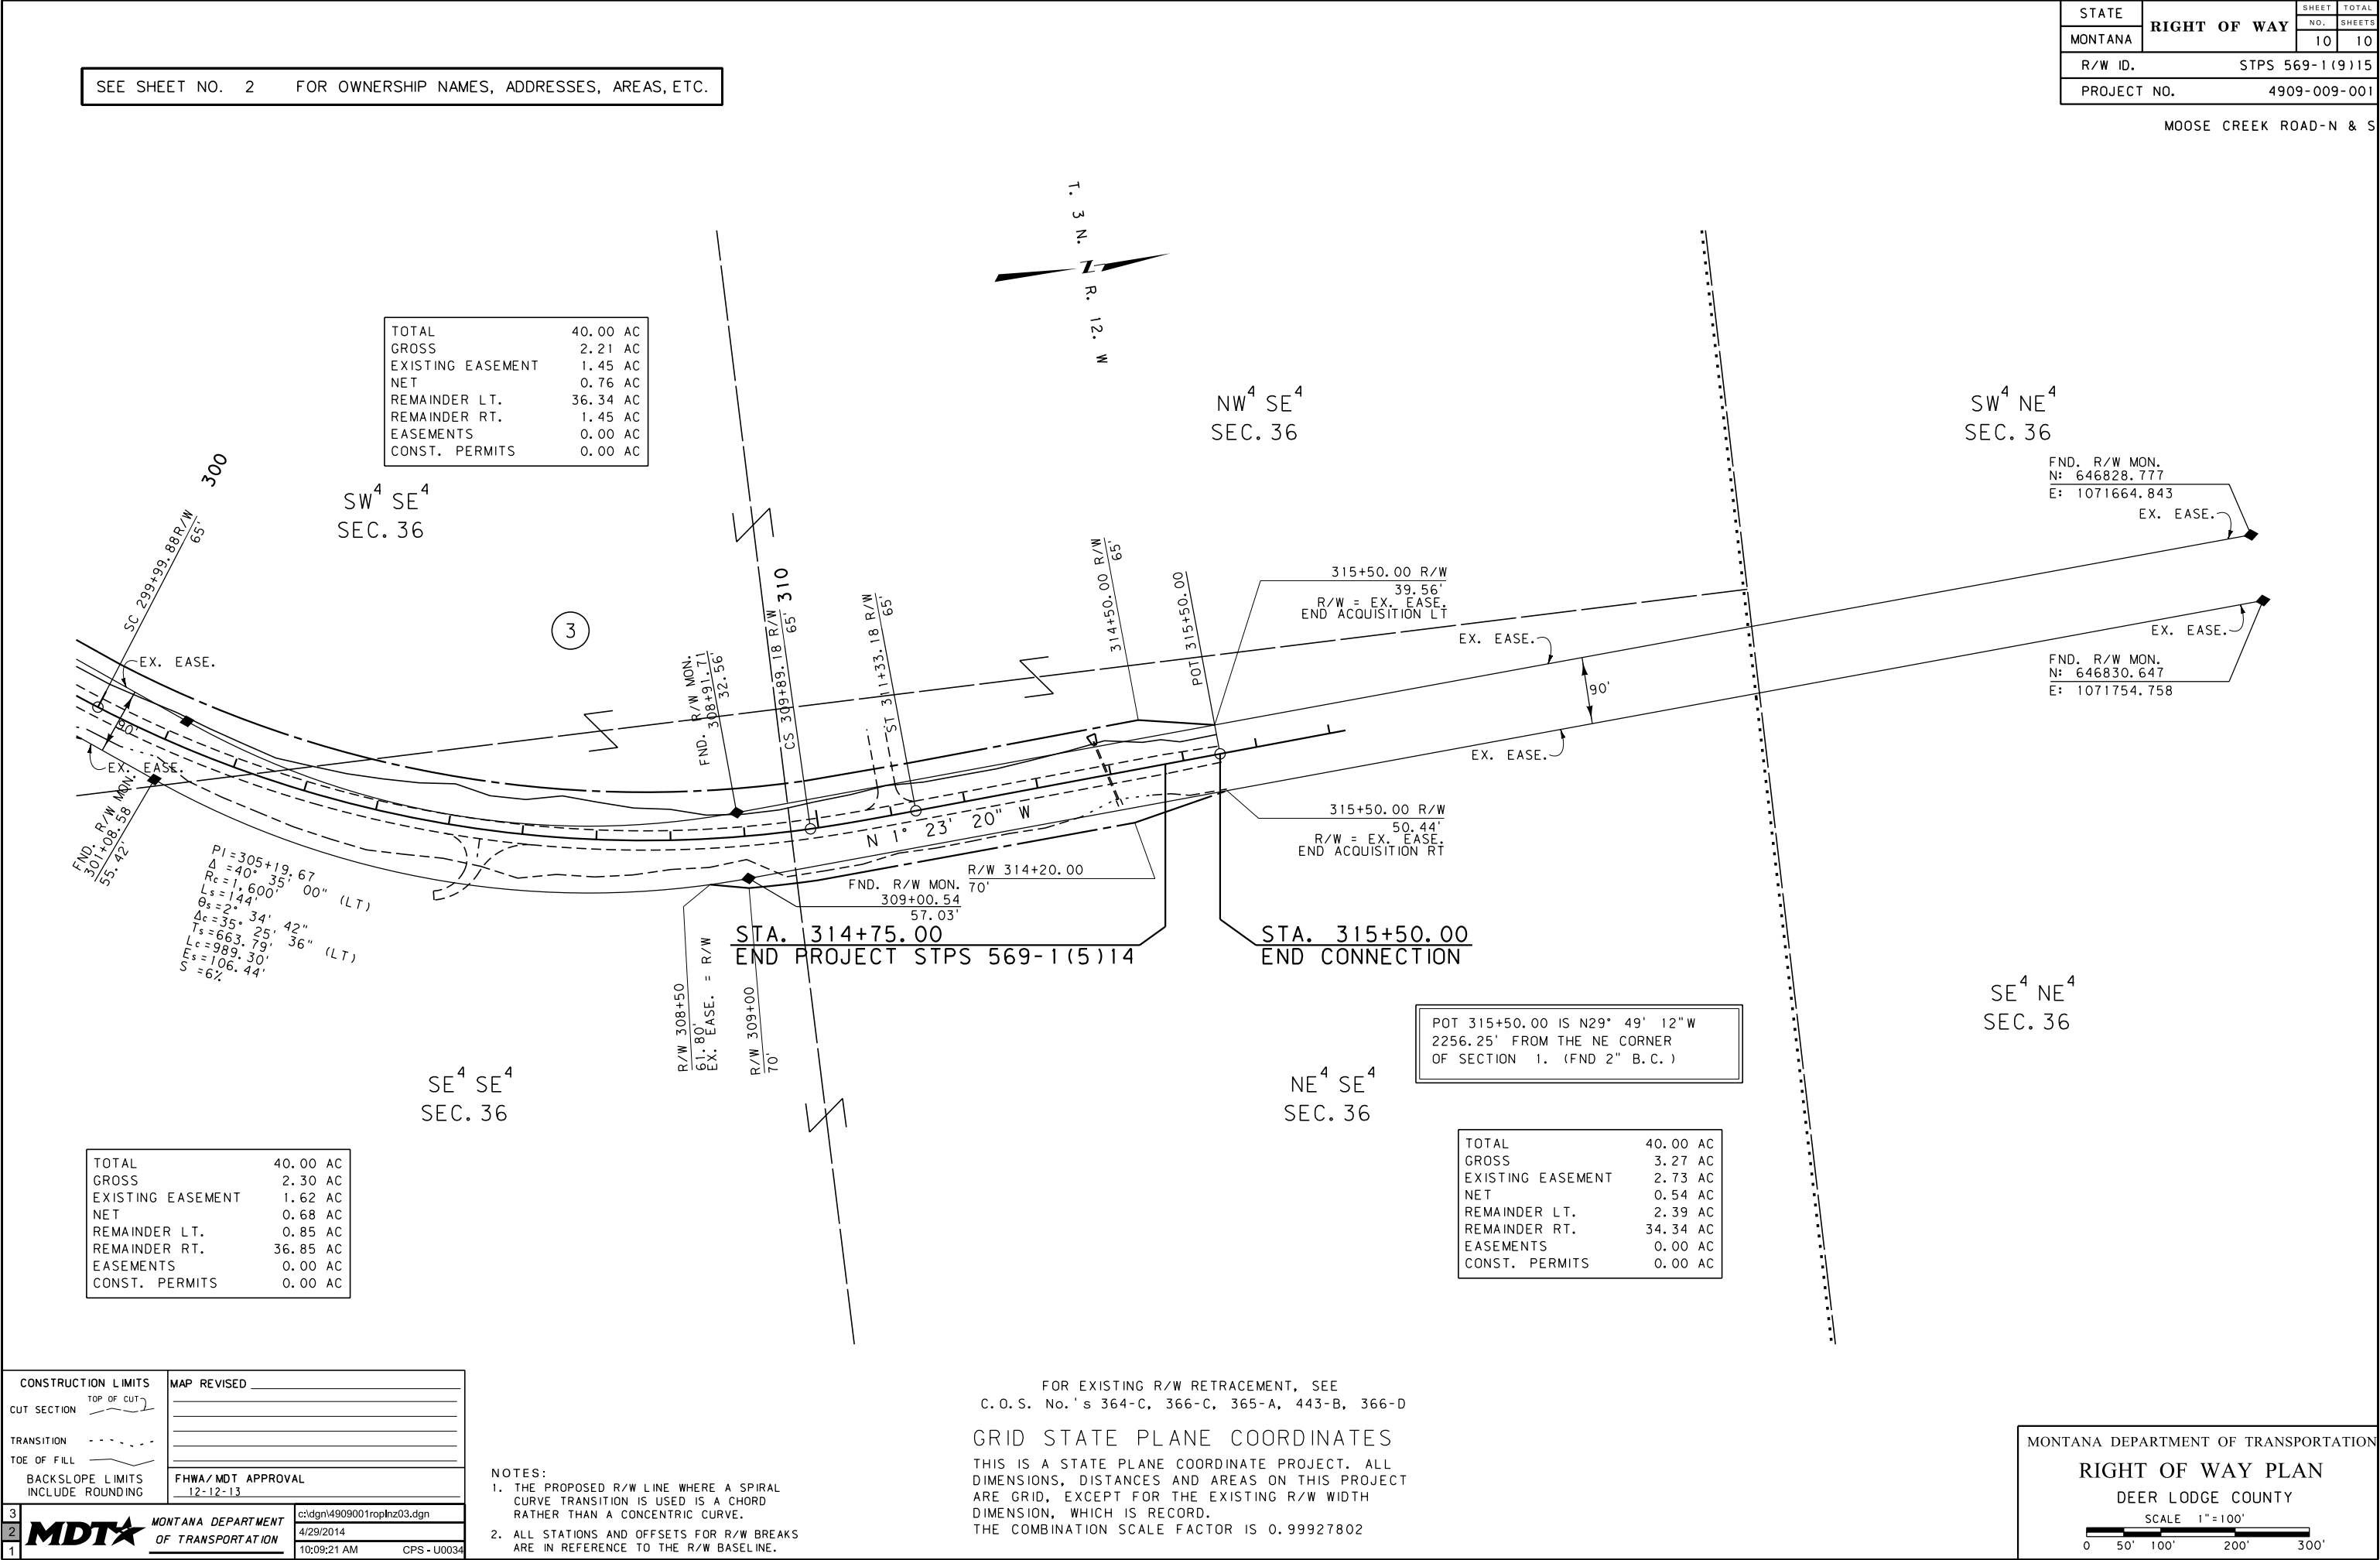 STATE
MONTANA
RIGHT OF WAY
SHEET NO.
TOTAL SHEETS
10 10
R/W ID. STPS 569-1(9)15
PROJECT NO. 4909-009-001
MOOSE CREEK ROAD-N & S
SEE SHEET NO. 2 FOR OWNERSHIP NAMES, ADDRESSES, AREAS, ETC.
T. 3 N. R. 12. W
Z
TOTAL 40.00 AC
GROSS 2.21 AC
EXISTING EASEMENT 1.45 AC
NET 0.76 AC
REMAINDER LT. 36.34 AC
REMAINDER RT. 1.45 AC
EASEMENTS 0.00 AC
CONST. PERMITS 0.00 AC
SW4 SE4
SEC. 36
NW4 SE4
SEC. 36
SW4 NE4
SEC. 36
FND. R/W MON.
N: 646828.777
E: 1071664.843
EX. EASE.
EX. EASE.
FND. R/W MON.
N: 646830.647
E: 1071754.758
300
SC 299+99.88 R/W
65'
EX. EASE.
90'
EX. EASE.
FND. R/W MON.
301+08.58
55.42'
3
FND. R/W MON.
308+91.71
32.56'
310
CS 309+89.18 R/W
65'
ST 311+33.18 R/W
65'
314+50.00 R/W
65'
POT 315+50.00
315+50.00 R/W
39.56'
R/W = EX. EASE.
END ACQUISITION LT
EX. EASE.
90'
EX. EASE.
315+50.00 R/W
50.44'
R/W = EX. EASE.
END ACQUISITION RT
N 1° 23' 20" W
R/W 314+20.00
70'
FND. R/W MON.
309+00.54
57.03'
PI=305+19.67
Δ =40° 35' 00" (LT)
Rc=1,600'
Ls=144'
θs=2° 34' 42"
Δc=35° 25' 36" (LT)
Ts=663.79'
Lc=989.30'
Es=106.44'
S =6%
STA. 314+75.00
END PROJECT STPS 569-1(5)14
STA. 315+50.00
END CONNECTION
R/W 308+50
61.80'
EX. EASE. = R/W
R/W 309+00
70'
POT 315+50.00 IS N29° 49' 12"W
2256.25' FROM THE NE CORNER
OF SECTION 1. (FND 2" B.C.)
SE4 NE4
SEC. 36
SE4 SE4
SEC. 36
NE4 SE4
SEC. 36
TOTAL 40.00 AC
GROSS 2.30 AC
EXISTING EASEMENT 1.62 AC
NET 0.68 AC
REMAINDER LT. 0.85 AC
REMAINDER RT. 36.85 AC
EASEMENTS 0.00 AC
CONST. PERMITS 0.00 AC
TOTAL 40.00 AC
GROSS 3.27 AC
EXISTING EASEMENT 2.73 AC
NET 0.54 AC
REMAINDER LT. 2.39 AC
REMAINDER RT. 34.34 AC
EASEMENTS 0.00 AC
CONST. PERMITS 0.00 AC
CONSTRUCTION LIMITS
TOP OF CUT
CUT SECTION
TRANSITION
TOE OF FILL
BACKSLOPE LIMITS
INCLUDE ROUNDING
MAP REVISED
FHWA/MDT APPROVAL
12-12-13
3
2
1
MDT
MONTANA DEPARTMENT
OF TRANSPORTATION
c:\dgn\4909001roplnz03.dgn
4/29/2014
10:09:21 AM CPS - U0034
NOTES:
1. THE PROPOSED R/W LINE WHERE A SPIRAL
CURVE TRANSITION IS USED IS A CHORD
RATHER THAN A CONCENTRIC CURVE.
2. ALL STATIONS AND OFFSETS FOR R/W BREAKS
ARE IN REFERENCE TO THE R/W BASELINE.
FOR EXISTING R/W RETRACEMENT, SEE
C.O.S. No.'s 364-C, 366-C, 365-A, 443-B, 366-D
GRID STATE PLANE COORDINATES
THIS IS A STATE PLANE COORDINATE PROJECT. ALL
DIMENSIONS, DISTANCES AND AREAS ON THIS PROJECT
ARE GRID, EXCEPT FOR THE EXISTING R/W WIDTH
DIMENSION, WHICH IS RECORD.
THE COMBINATION SCALE FACTOR IS 0.99927802
MONTANA DEPARTMENT OF TRANSPORTATION
RIGHT OF WAY PLAN
DEER LODGE COUNTY
SCALE 1"=100'
0 50' 100' 200' 300'